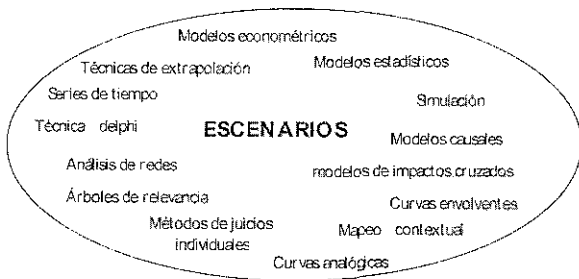 Modelos econométricos
Técnicas de extrapolación
Modelos estadísticos
Series de tiempo
Simulación
Técnica delphi
ESCENARIOS
Modelos causales
Análisis de redes
modelos de impactos cruzados
Árboles de relevancia
Curvas envolventes
Métodos de juicios
individuales
Mapeo contextual
Curvas analógicas